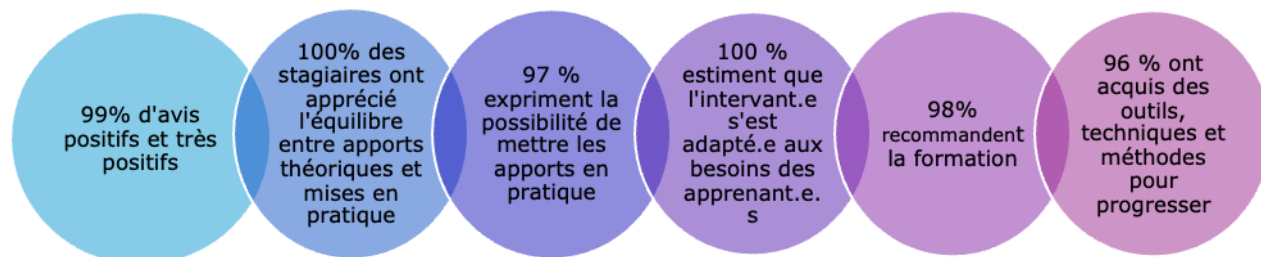 99% d'avis
positifs et très
positifs
100% des
stagiaires ont
apprécié
l'équilibre
entre apports
théoriques et
mises en
pratique
97 %
expriment la
possibilité de
mettre les
apports en
pratique
100 %
estiment que
l'intervant.e
s'est
adapté.e aux
besoins des
apprenant.e.
s
98%
recommandent
la formation
96 % ont
acquis des
outils,
techniques et
méthodes
pour
progresser